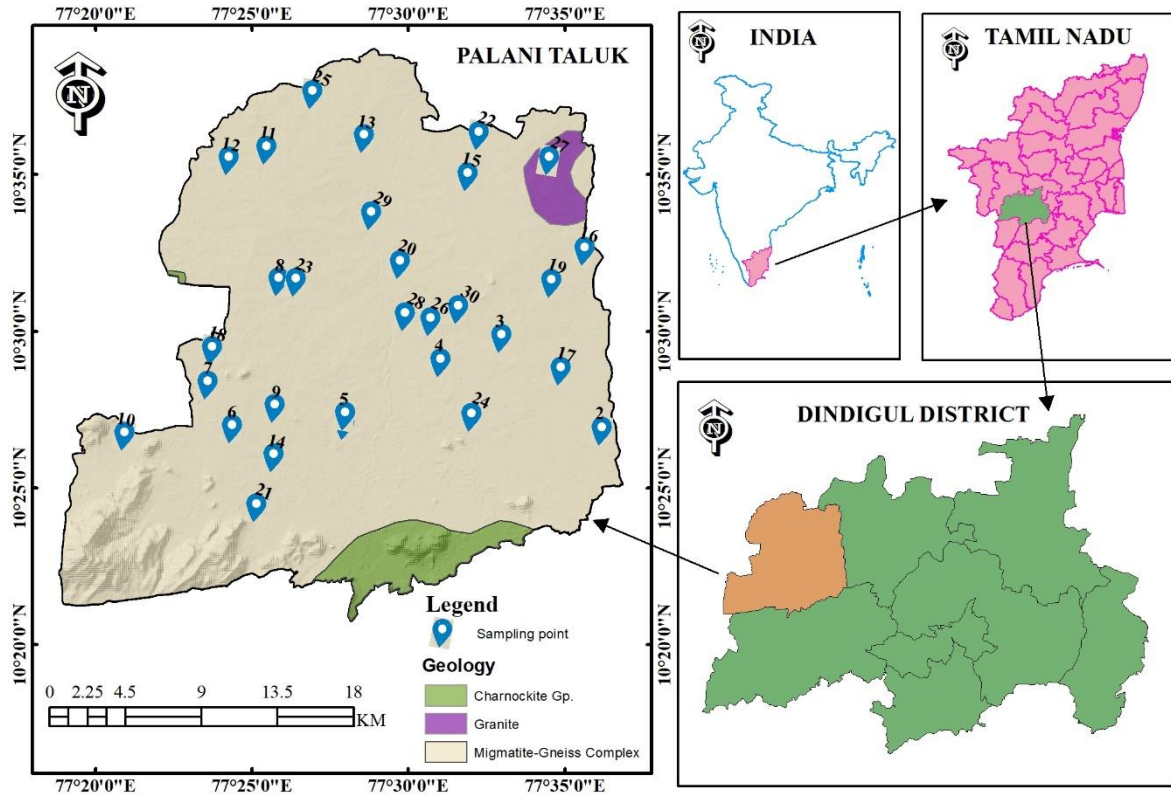 77°20'0"E 77°25'0"E 77°30'0"E 77°35'0"E
PALANI TALUK
N
10°35'0"N
10°30'0"N
10°25'0"N
10°20'0"N
25
22
13
11
12
27
15
29
16
20
19
8
23
30
28
26
3
18
4
17
7
9
5
24
6
2
10
14
21
Legend
Sampling point
Geology
Charnockite Gp.
Granite
Migmatite-Gneiss Complex
0 2.25 4.5 9 13.5 18
KM
10°35'0"N
10°30'0"N
10°25'0"N
10°20'0"N
77°20'0"E 77°25'0"E 77°30'0"E 77°35'0"E
INDIA
N
TAMIL NADU
N
DINDIGUL DISTRICT
N